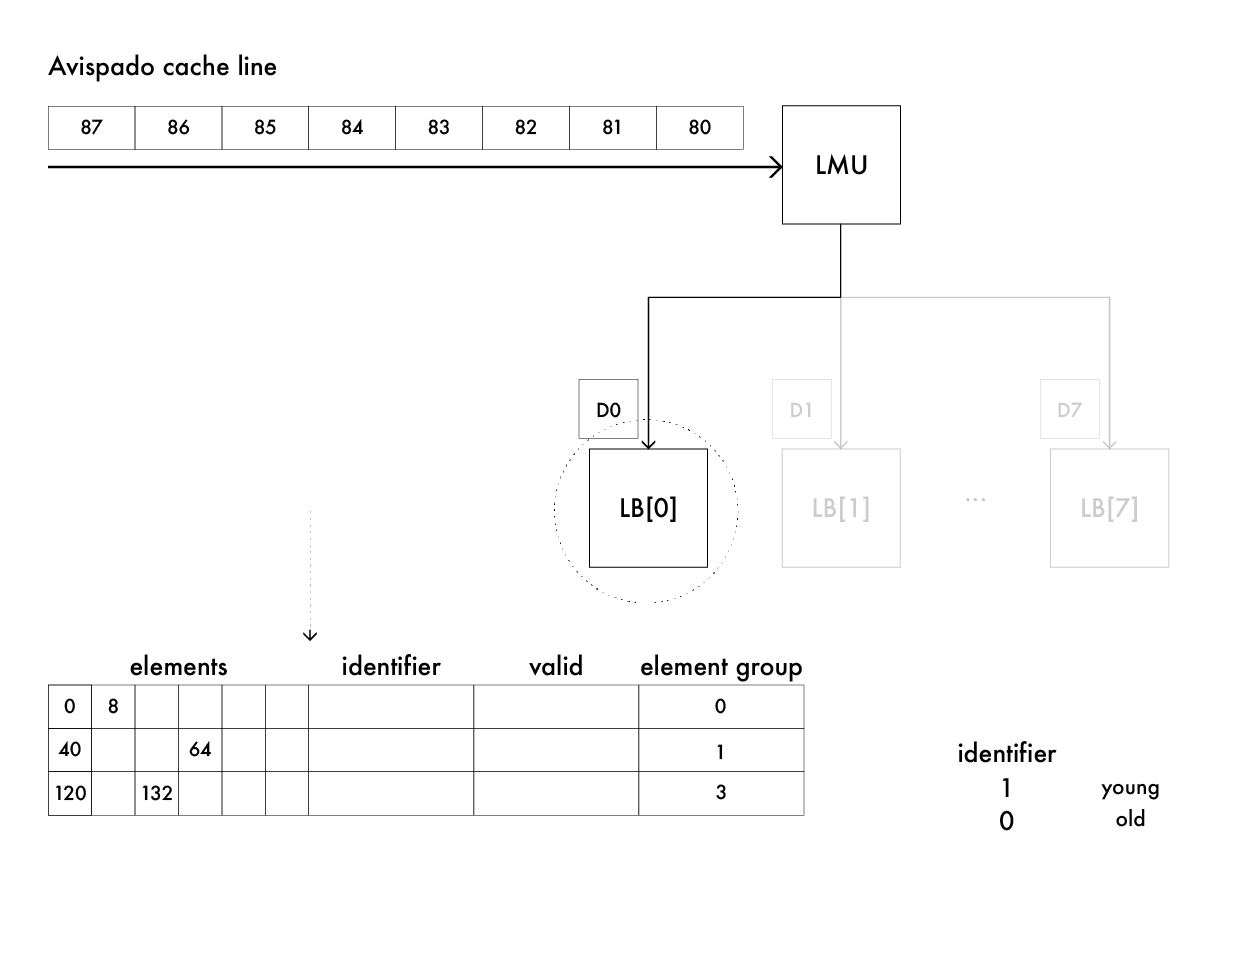 Avispado cache line
87 86 85 84 83 82 81 80
LMU
D0 D1 D7
LB[0] LB[1] ... LB[7]
elements identifier valid element group
0 8 0
40 64 1
120 132 3
identifier
1 young
0 old